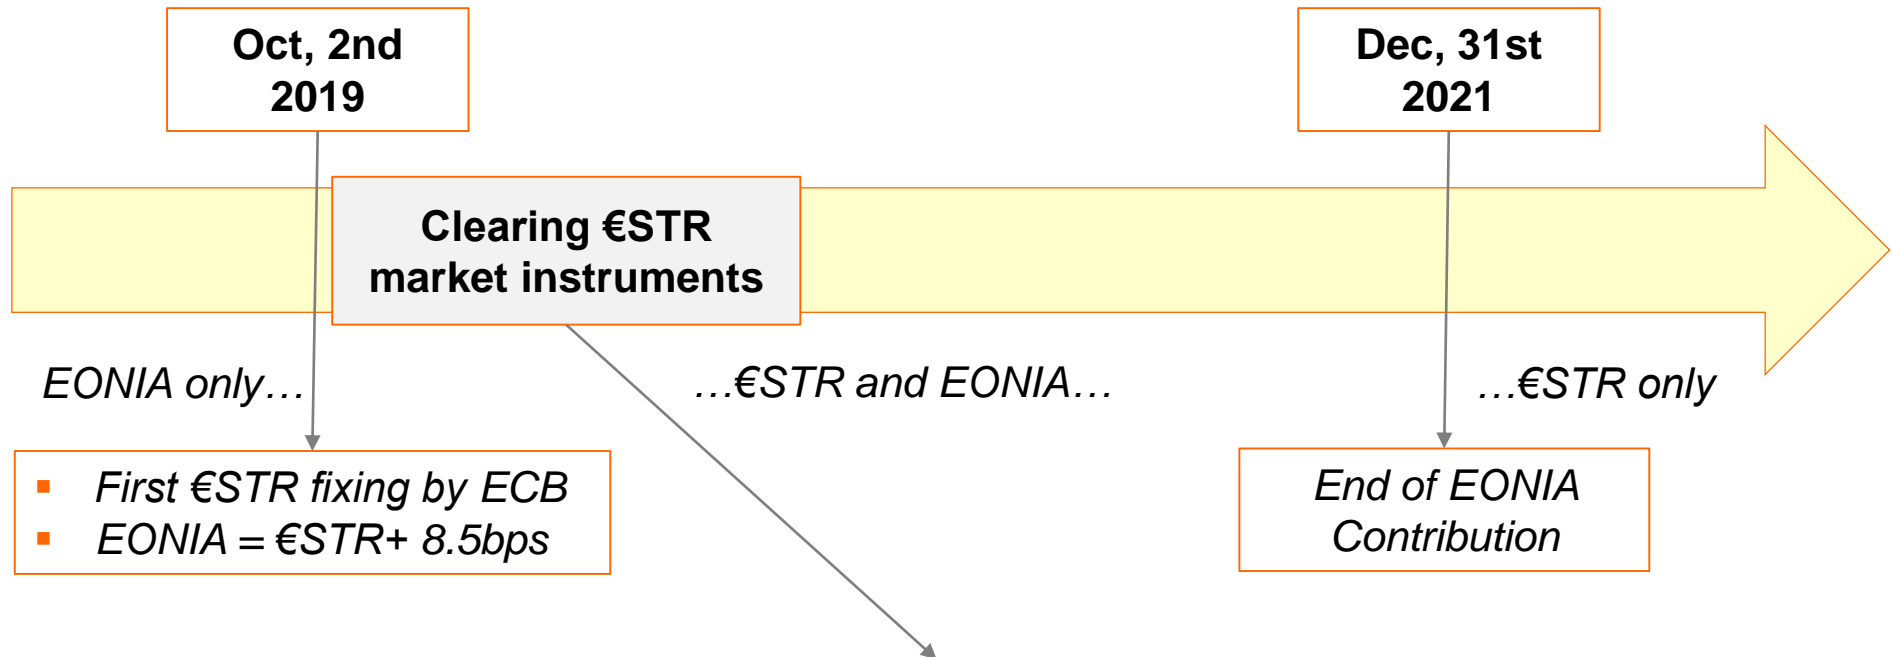 Oct, 2nd
2019
Dec, 31st
2021
Clearing €STR
market instruments
EONIA only…
…€STR and EONIA…
…€STR only
▪ First €STR fixing by ECB
▪ EONIA = €STR+ 8.5bps
End of EONIA
Contribution